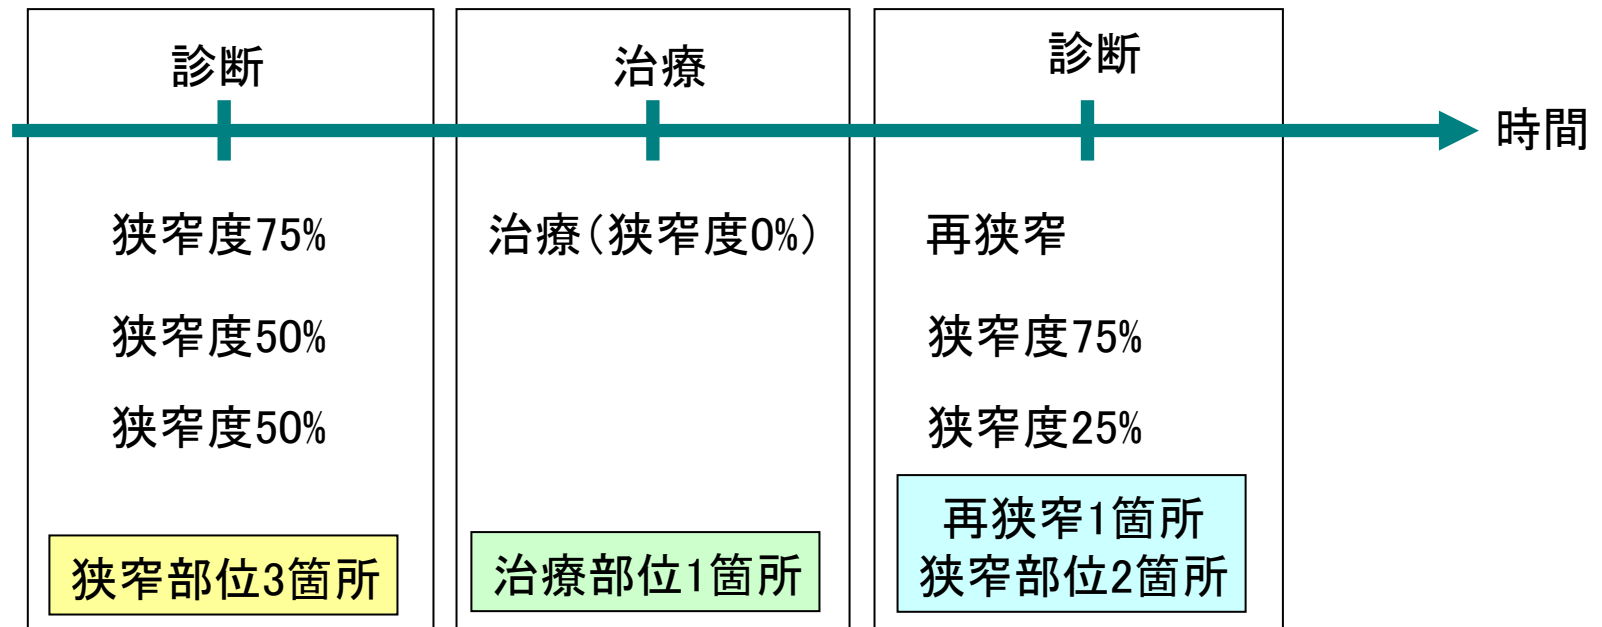 診断
狭窄度75%
狭窄度50%
狭窄度50%
狭窄部位3箇所
治療
治療(狭窄度0%)
治療部位1箇所
診断
再狭窄
狭窄度75%
狭窄度25%
再狭窄1箇所
狭窄部位2箇所
時間